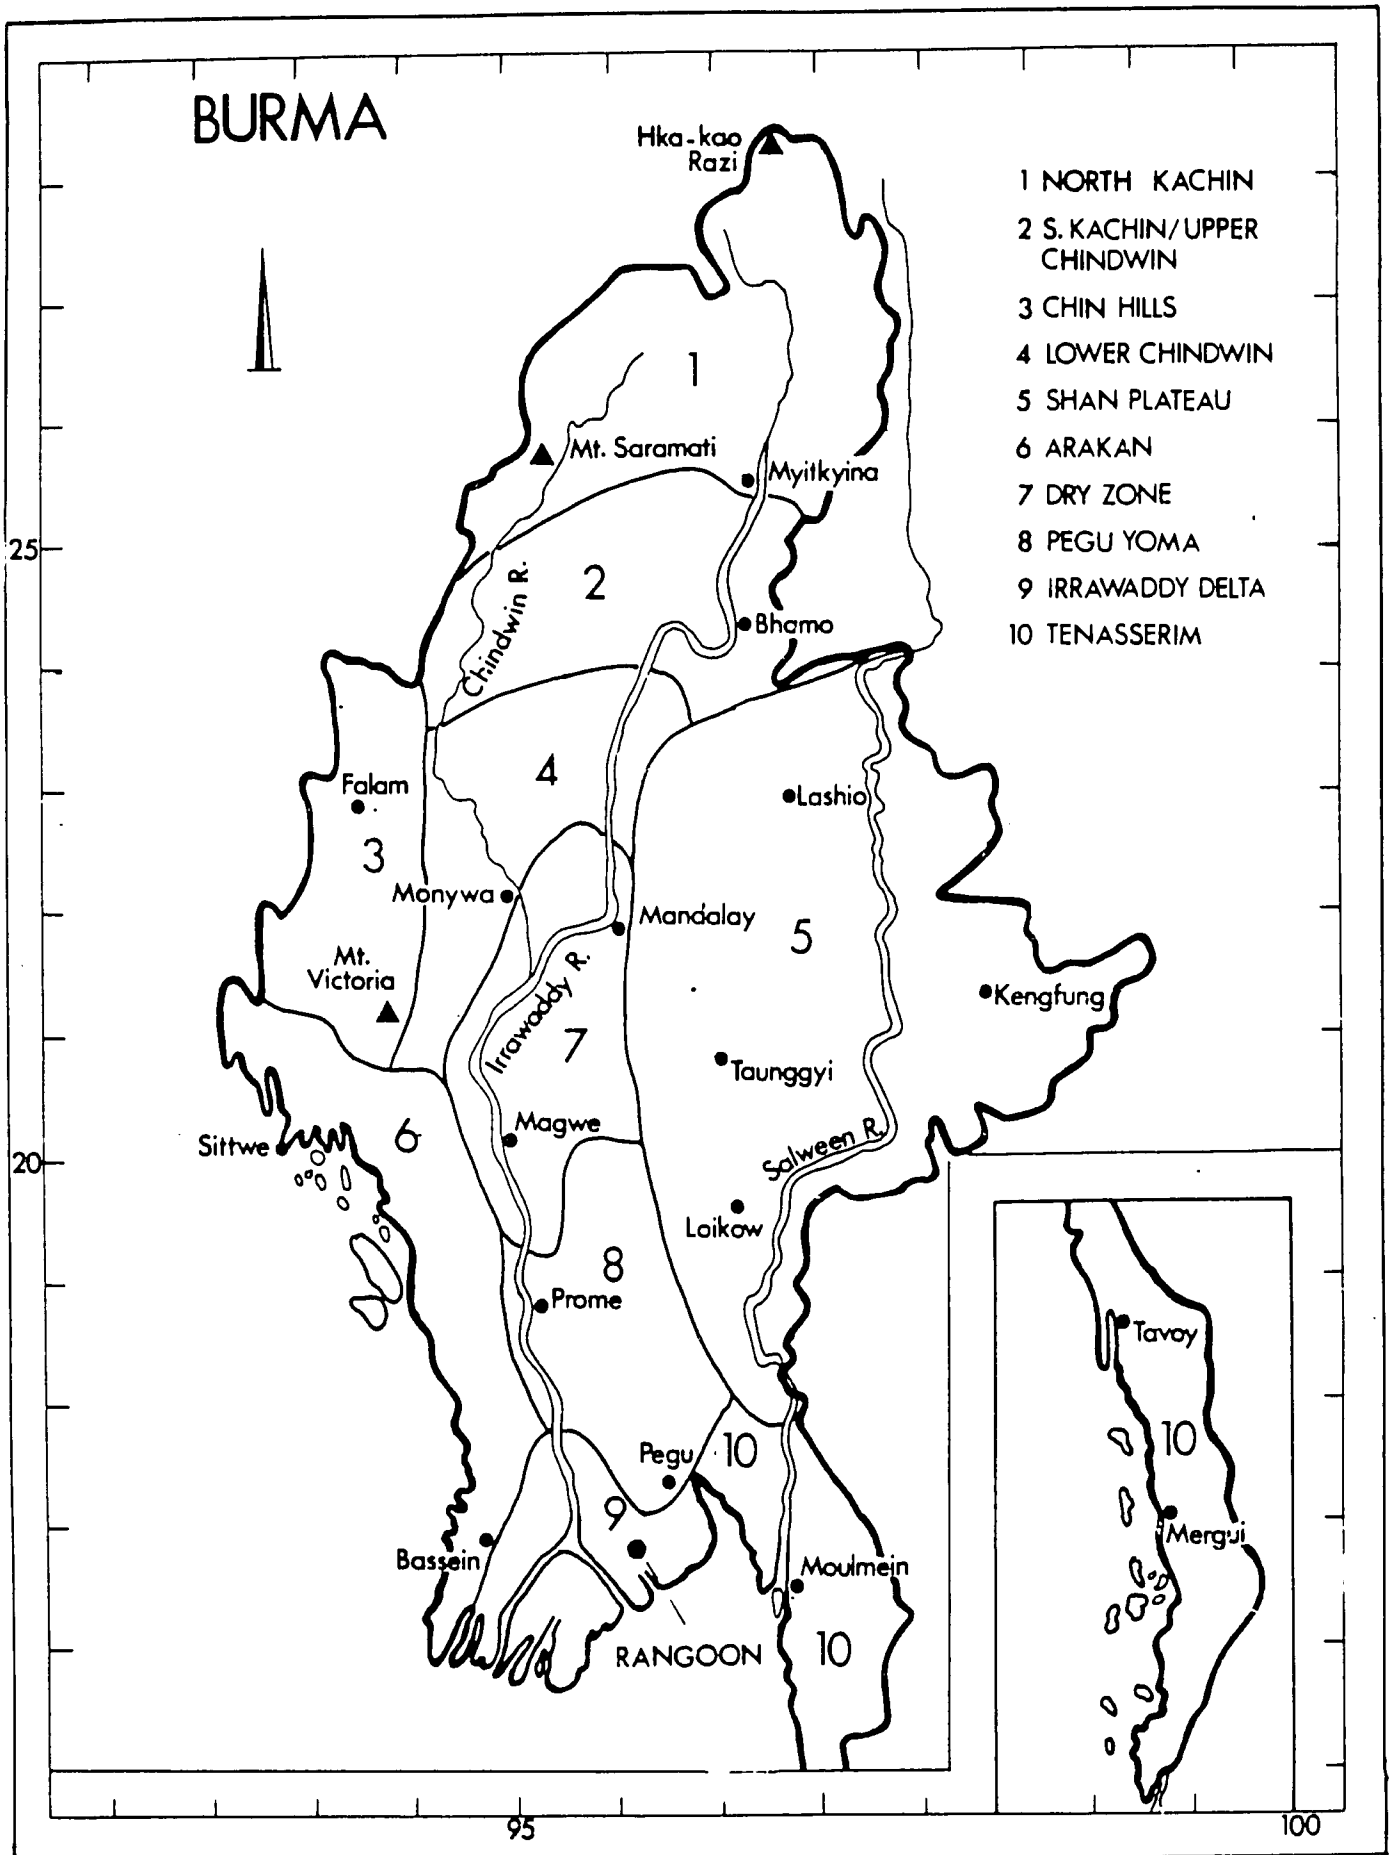 BURMA
Hka-kao
Razi
1 NORTH KACHIN
2 S. KACHIN/UPPER
CHINDWIN
3 CHIN HILLS
4 LOWER CHINDWIN
5 SHAN PLATEAU
6 ARAKAN
7 DRY ZONE
8 PEGU YOMA
9 IRRAWADDY DELTA
10 TENASSERIM
1
Mt. Saramati
Myitkyina
25
2
Chindwin R.
Bhamo
4
Falam
Lashio
3
Monywa
Mandalay
5
Mt.
Victoria
Irrawaddy R.
Kengfung
7
Taunggyi
6
Magwe
Sittwe
Salween R.
20
Loikow
8
Prome
Tavoy
Pegu
10
10
9
Mergui
Bassein
Moulmein
RANGOON
10
95
100